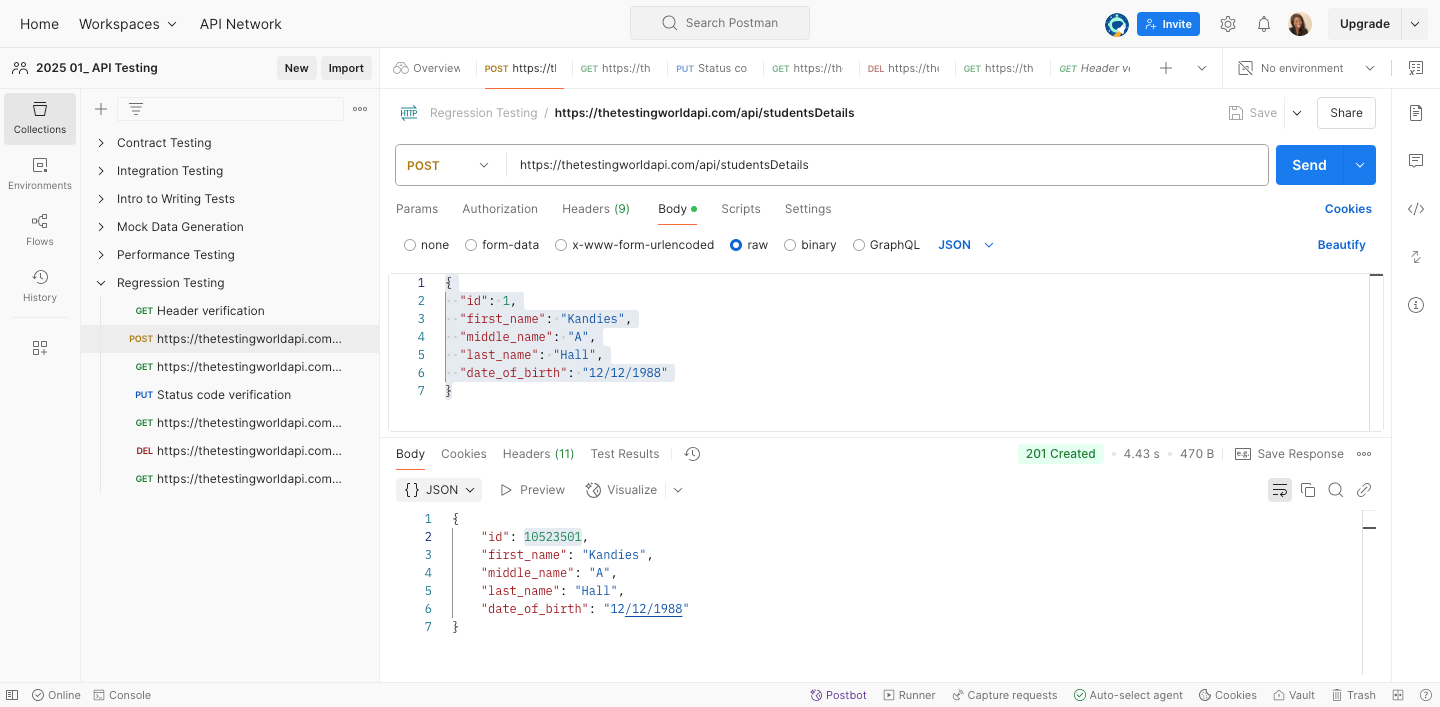 Home Workspaces API Network
Search Postman
Invite
Upgrade
2025 01_ API Testing New Import
Overview POST https://tl GET https://th PUT Status co GET https://th DEL https://the GET https://th GET Header ve No environment
Collections
Environments
Flows
History
Contract Testing
Integration Testing
Intro to Writing Tests
Mock Data Generation
Performance Testing
Regression Testing
GET Header verification
POST https://thetestingworldapi.com...
GET https://thetestingworldapi.com...
PUT Status code verification
GET https://thetestingworldapi.com...
DEL https://thetestingworldapi.com...
GET https://thetestingworldapi.com...
HTTP Regression Testing / https://thetestingworldapi.com/api/studentsDetails Save Share
POST https://thetestingworldapi.com/api/studentsDetails Send
Params Authorization Headers (9) Body Scripts Settings Cookies
none form-data x-www-form-urlencoded raw binary GraphQL JSON Beautify
1 {
2 "id": 1,
3 "first_name": "Kandies",
4 "middle_name": "A",
5 "last_name": "Hall",
6 "date_of_birth": "12/12/1988"
7 }
Body Cookies Headers (11) Test Results 201 Created 4.43 s 470 B e.g. Save Response
{} JSON Preview Visualize
1 {
2 "id": 10523501,
3 "first_name": "Kandies",
4 "middle_name": "A",
5 "last_name": "Hall",
6 "date_of_birth": "12/12/1988"
7 }
Online Console Postbot Runner Capture requests Auto-select agent Cookies Vault Trash